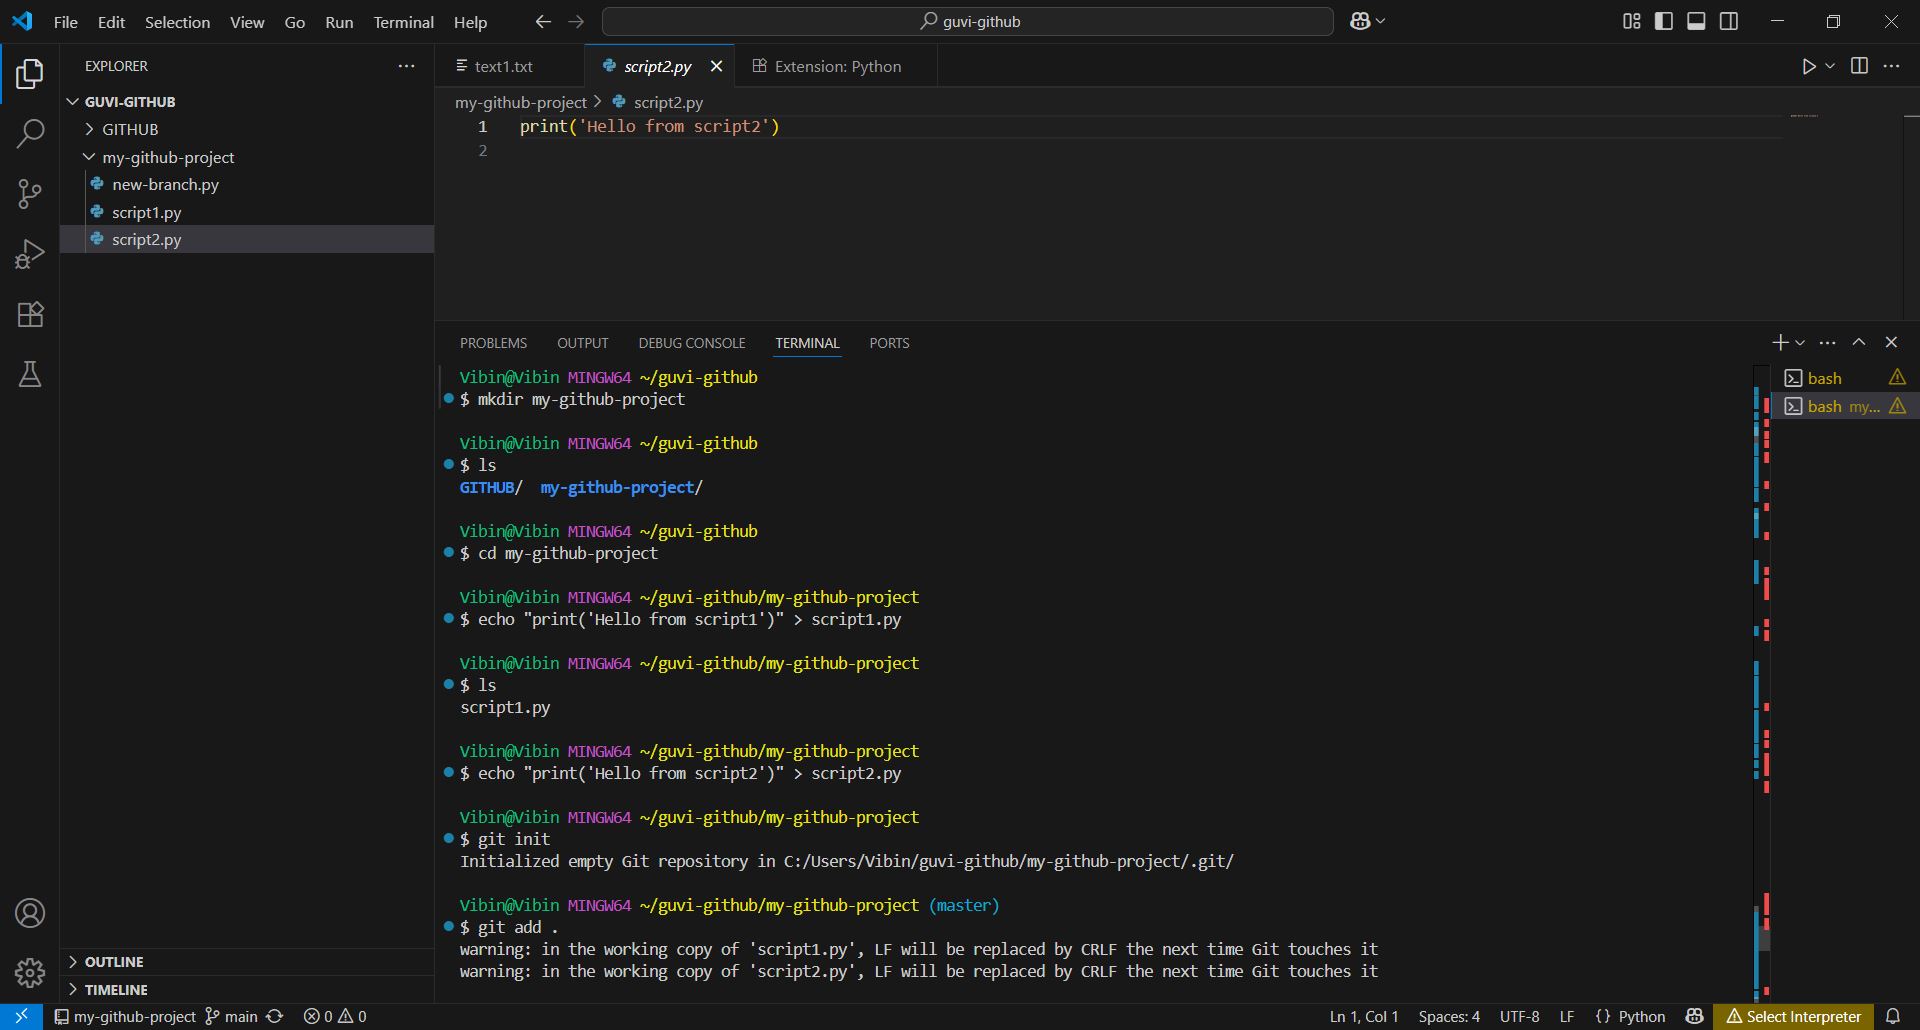 File Edit Selection View Go Run Terminal Help
guvi-github
EXPLORER
GUVI-GITHUB
GITHUB
my-github-project
new-branch.py
script1.py
script2.py
OUTLINE
TIMELINE
text1.txt script2.py Extension: Python
my-github-project > script2.py
1 print('Hello from script2')
2
PROBLEMS OUTPUT DEBUG CONSOLE TERMINAL PORTS
Vibin@Vibin MINGW64 ~/guvi-github
$ mkdir my-github-project
Vibin@Vibin MINGW64 ~/guvi-github
$ ls
GITHUB/ my-github-project/
Vibin@Vibin MINGW64 ~/guvi-github
$ cd my-github-project
Vibin@Vibin MINGW64 ~/guvi-github/my-github-project
$ echo "print('Hello from script1')" > script1.py
Vibin@Vibin MINGW64 ~/guvi-github/my-github-project
$ ls
script1.py
Vibin@Vibin MINGW64 ~/guvi-github/my-github-project
$ echo "print('Hello from script2')" > script2.py
Vibin@Vibin MINGW64 ~/guvi-github/my-github-project
$ git init
Initialized empty Git repository in C:/Users/Vibin/guvi-github/my-github-project/.git/
Vibin@Vibin MINGW64 ~/guvi-github/my-github-project (master)
$ git add .
warning: in the working copy of 'script1.py', LF will be replaced by CRLF the next time Git touches it
warning: in the working copy of 'script2.py', LF will be replaced by CRLF the next time Git touches it
bash
bash my...
my-github-project main 0 0 Ln 1, Col 1 Spaces: 4 UTF-8 LF {} Python Select Interpreter